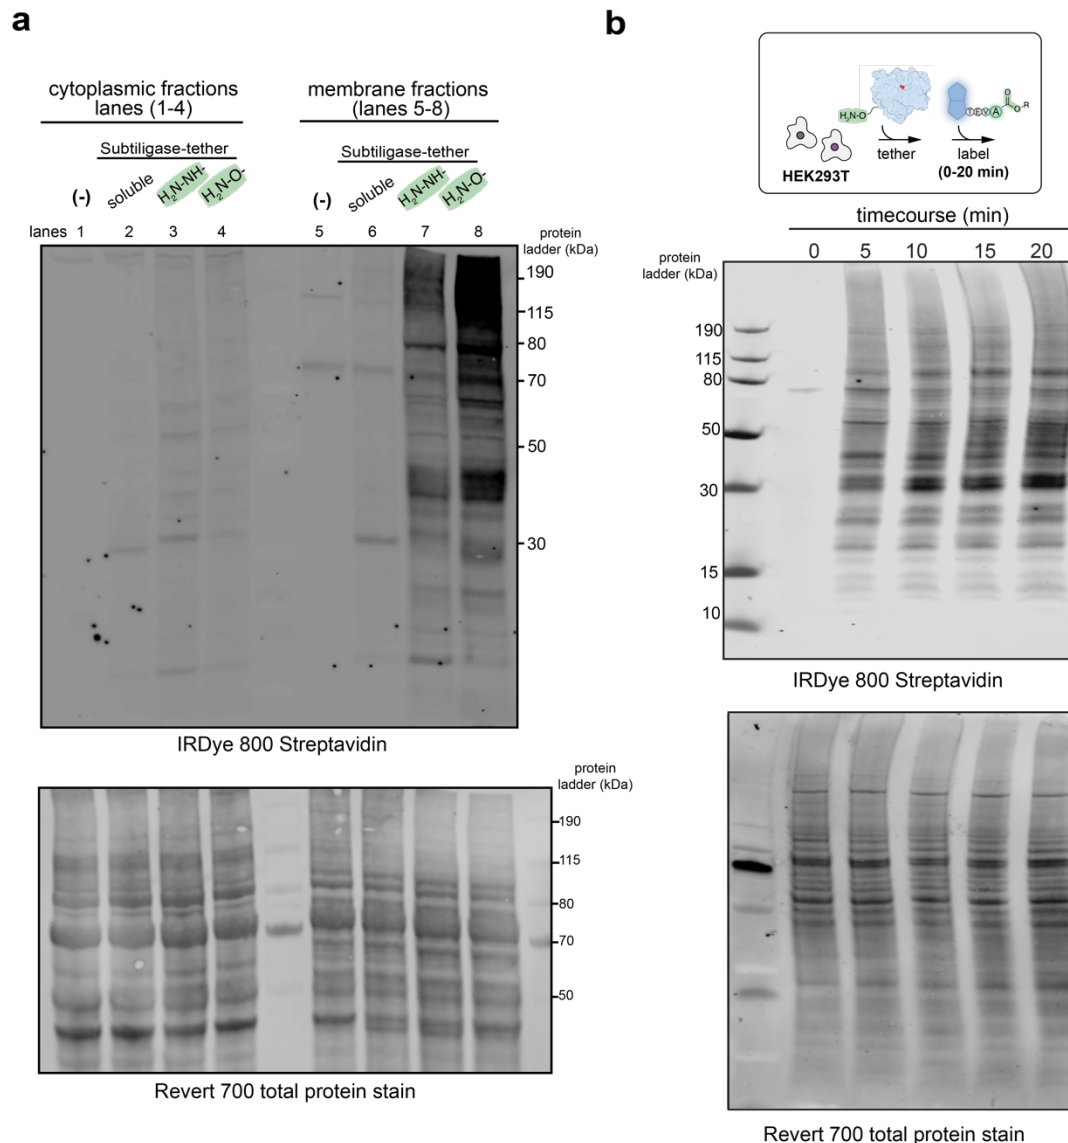 a
cytoplasmic fractions
lanes (1-4)
membrane fractions
(lanes 5-8)
Subtiligase-tether
Subtiligase-tether
(-)
soluble
H2N-NH-
H2N-O-
(-)
soluble
H2N-NH-
H2N-O-
lanes 1 2 3 4 5 6 7 8
protein
ladder (kDa)
190
115
80
70
50
30
IRDye 800 Streptavidin
protein
ladder (kDa)
190
115
80
70
50
Revert 700 total protein stain
b
H2N-O
TEVA
O
O R
HEK293T
tether
label
(0-20 min)
timecourse (min)
protein
ladder (kDa)
0 5 10 15 20
190
115
80
50
30
15
10
IRDye 800 Streptavidin
Revert 700 total protein stain